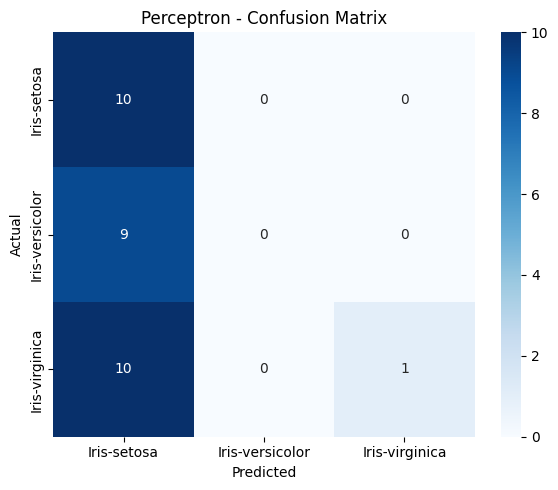 Perceptron - Confusion Matrix
10
Iris-setosa
10 0 0
8
Iris-versicolor
Actual
9 0 0
6
4
Iris-virginica
10 0 1
2
0
Iris-setosa Iris-versicolor Iris-virginica
Predicted